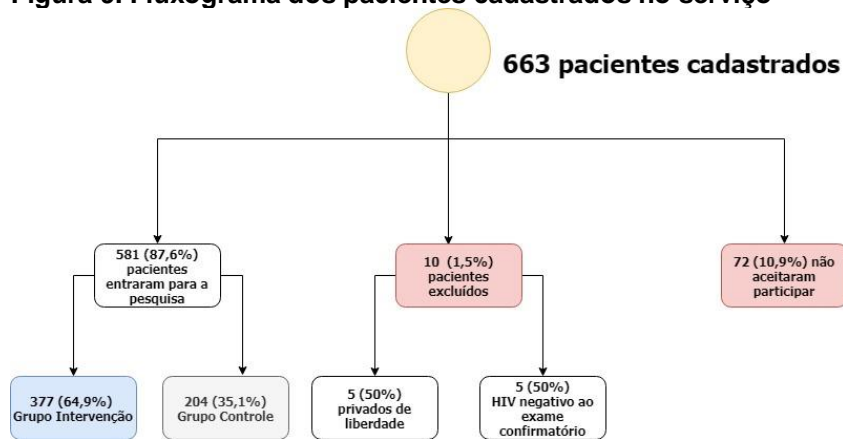 Figura 3. Fluxograma dos pacientes cadastrados no serviço
663 pacientes cadastrados
581 (87,6%)
pacientes
entraram para a
pesquisa
10 (1,5%)
pacientes
excluídos
72 (10,9%) não
aceitaram
participar
377 (64,9%)
Grupo Intervenção
204 (35,1%)
Grupo Controle
5 (50%)
privados de
liberdade
5 (50%)
HIV negativo ao
exame
confirmatório